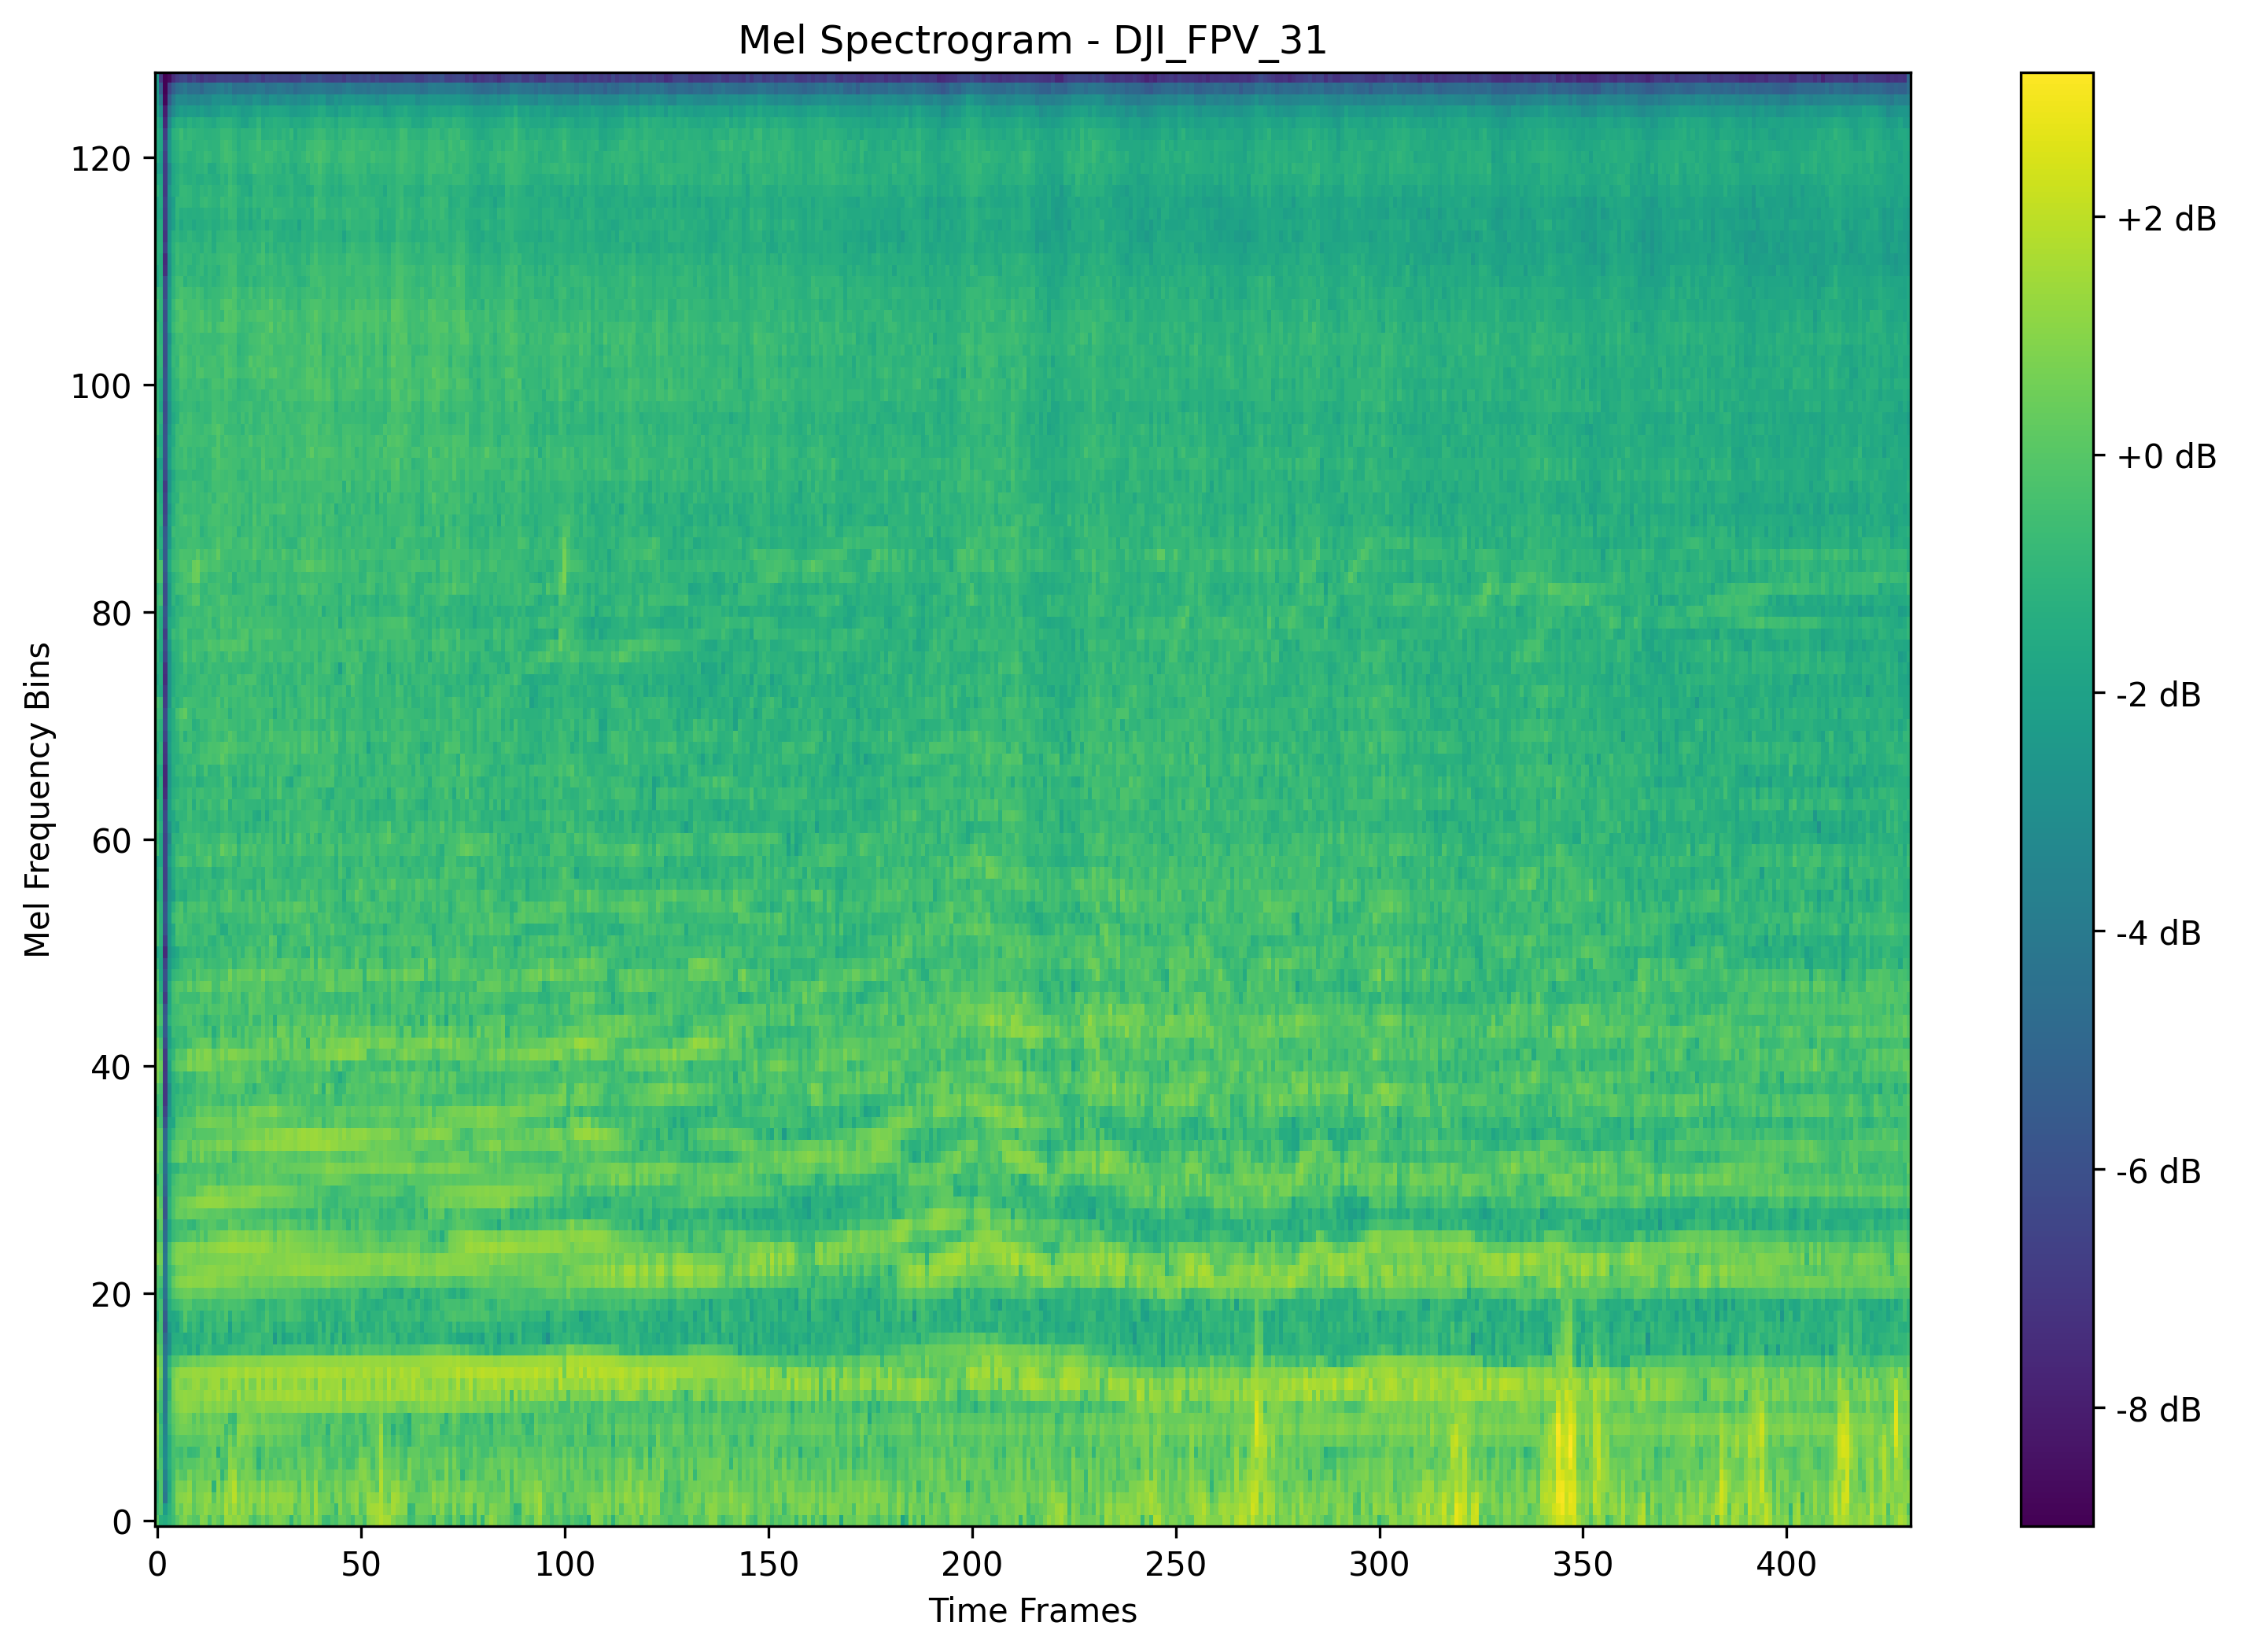 Mel Spectrogram - DJI_FPV_31
Mel Frequency Bins
120
100
80
60
40
20
0
0 50 100 150 200 250 300 350 400
Time Frames
+2 dB
+0 dB
-2 dB
-4 dB
-6 dB
-8 dB